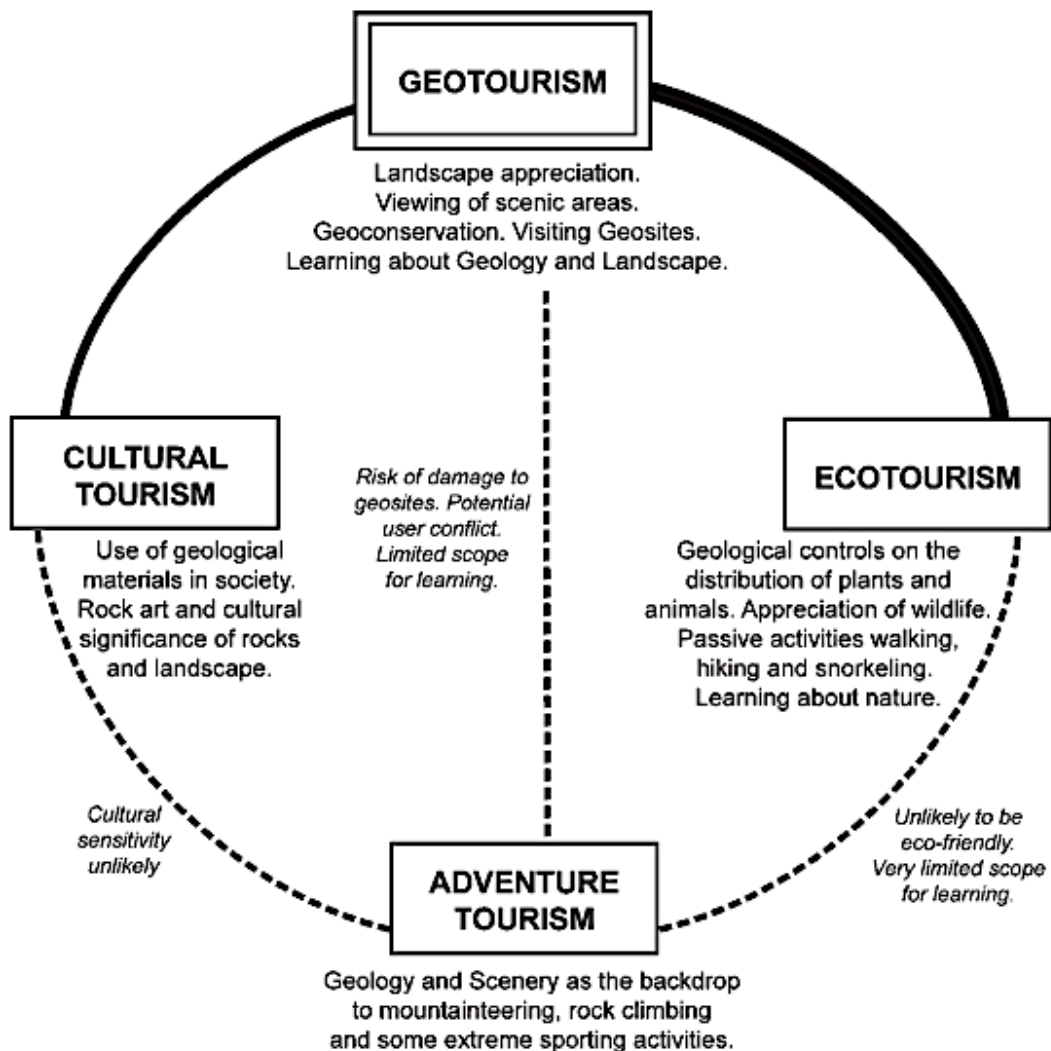 GEOTOURISM
Landscape appreciation.
Viewing of scenic areas.
Geoconservation. Visiting Geosites.
Learning about Geology and Landscape.
CULTURAL
TOURISM
Use of geological
materials in society.
Rock art and cultural
significance of rocks
and landscape.
Risk of damage to
geosites. Potential
user conflict.
Limited scope
for learning.
ECOTOURISM
Geological controls on the
distribution of plants and
animals. Appreciation of wildlife.
Passive activities walking,
hiking and snorkeling.
Learning about nature.
Cultural
sensitivity
unlikely
Unlikely to be
eco-friendly.
Very limited scope
for learning.
ADVENTURE
TOURISM
Geology and Scenery as the backdrop
to mountainteering, rock climbing
and some extreme sporting activities.